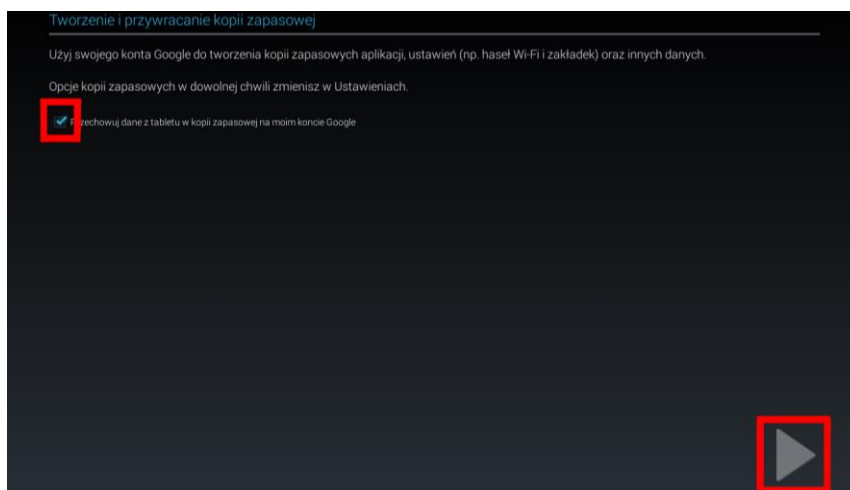 Tworzenie i przywracanie kopii zapasowej
Użyj swojego konta Google do tworzenia kopii zapasowych aplikacji, ustawień (np. haseł Wi-Fi i zakładek) oraz innych danych.
Opcje kopii zapasowych w dowolnej chwili zmienisz w Ustawieniach.
Przechowuj dane z tabletu w kopii zapasowej na moim koncie Google